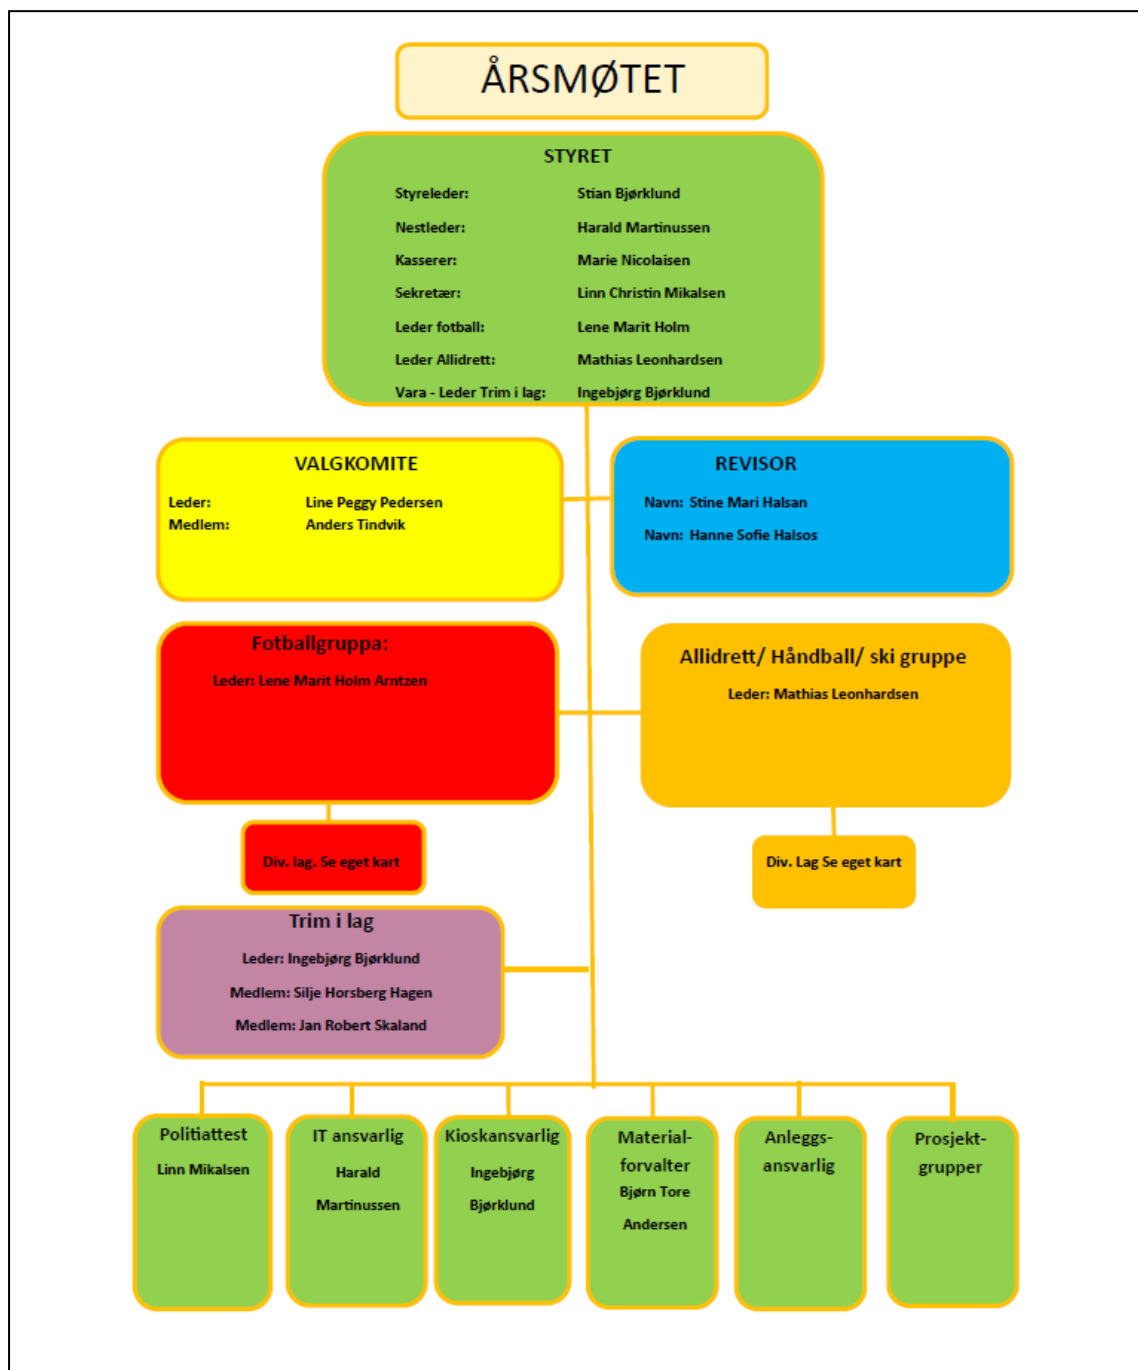 ÅRSMØTET
STYRET
Styreleder: Stian Bjørklund
Nestleder: Harald Martinussen
Kasserer: Marie Nicolaisen
Sekretær: Linn Christin Mikalsen
Leder fotball: Lene Marit Holm
Leder Allidrett: Mathias Leonhardsen
Vara - Leder Trim i lag: Ingebjørg Bjørklund
VALGKOMITE
Leder: Line Peggy Pedersen
Medlem: Anders Tindvik
REVISOR
Navn: Stine Mari Halsan
Navn: Hanne Sofie Halsos
Fotballgruppa:
Leder: Lene Marit Holm Arntzen
Allidrett/ Håndball/ ski gruppe
Leder: Mathias Leonhardsen
Div. lag. Se eget kart
Div. Lag Se eget kart
Trim i lag
Leder: Ingebjørg Bjørklund
Medlem: Silje Horsberg Hagen
Medlem: Jan Robert Skaland
Politiattest
Linn Mikalsen
IT ansvarlig
Harald
Martinussen
Kioskansvarlig
Ingebjørg
Bjørklund
Material-
forvalter
Bjørn Tore
Andersen
Anleggs-
ansvarlig
Prosjekt-
grupper